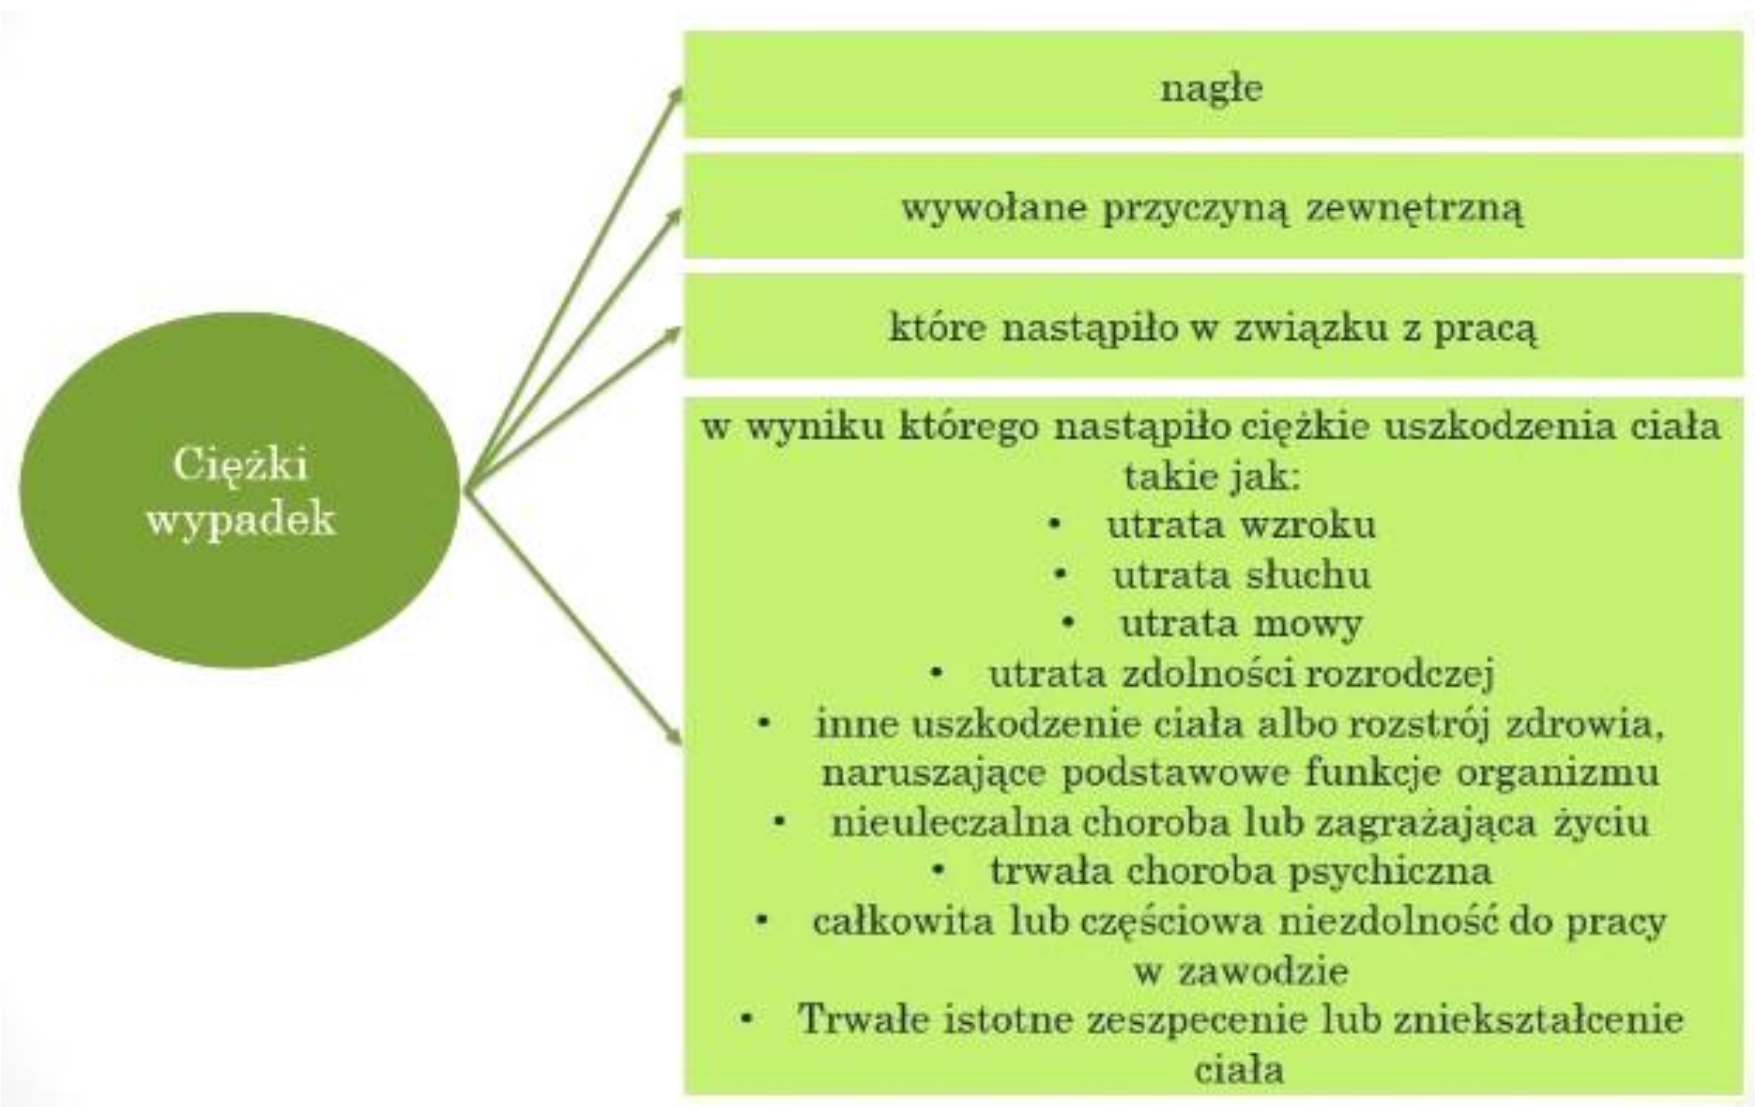 Ciężki
wypadek
nagłe
wywołane przyczyną zewnętrzną
które nastąpiło w związku z pracą
w wyniku którego nastąpiło ciężkie uszkodzenia ciała
takie jak:
• utrata wzroku
• utrata słuchu
• utrata mowy
• utrata zdolności rozrodczej
• inne uszkodzenie ciała albo rozstrój zdrowia,
naruszające podstawowe funkcje organizmu
• nieuleczalna choroba lub zagrażająca życiu
• trwała choroba psychiczna
• całkowita lub częściowa niezdolność do pracy
w zawodzie
• Trwałe istotne zeszpecenie lub zniekształcenie
ciała